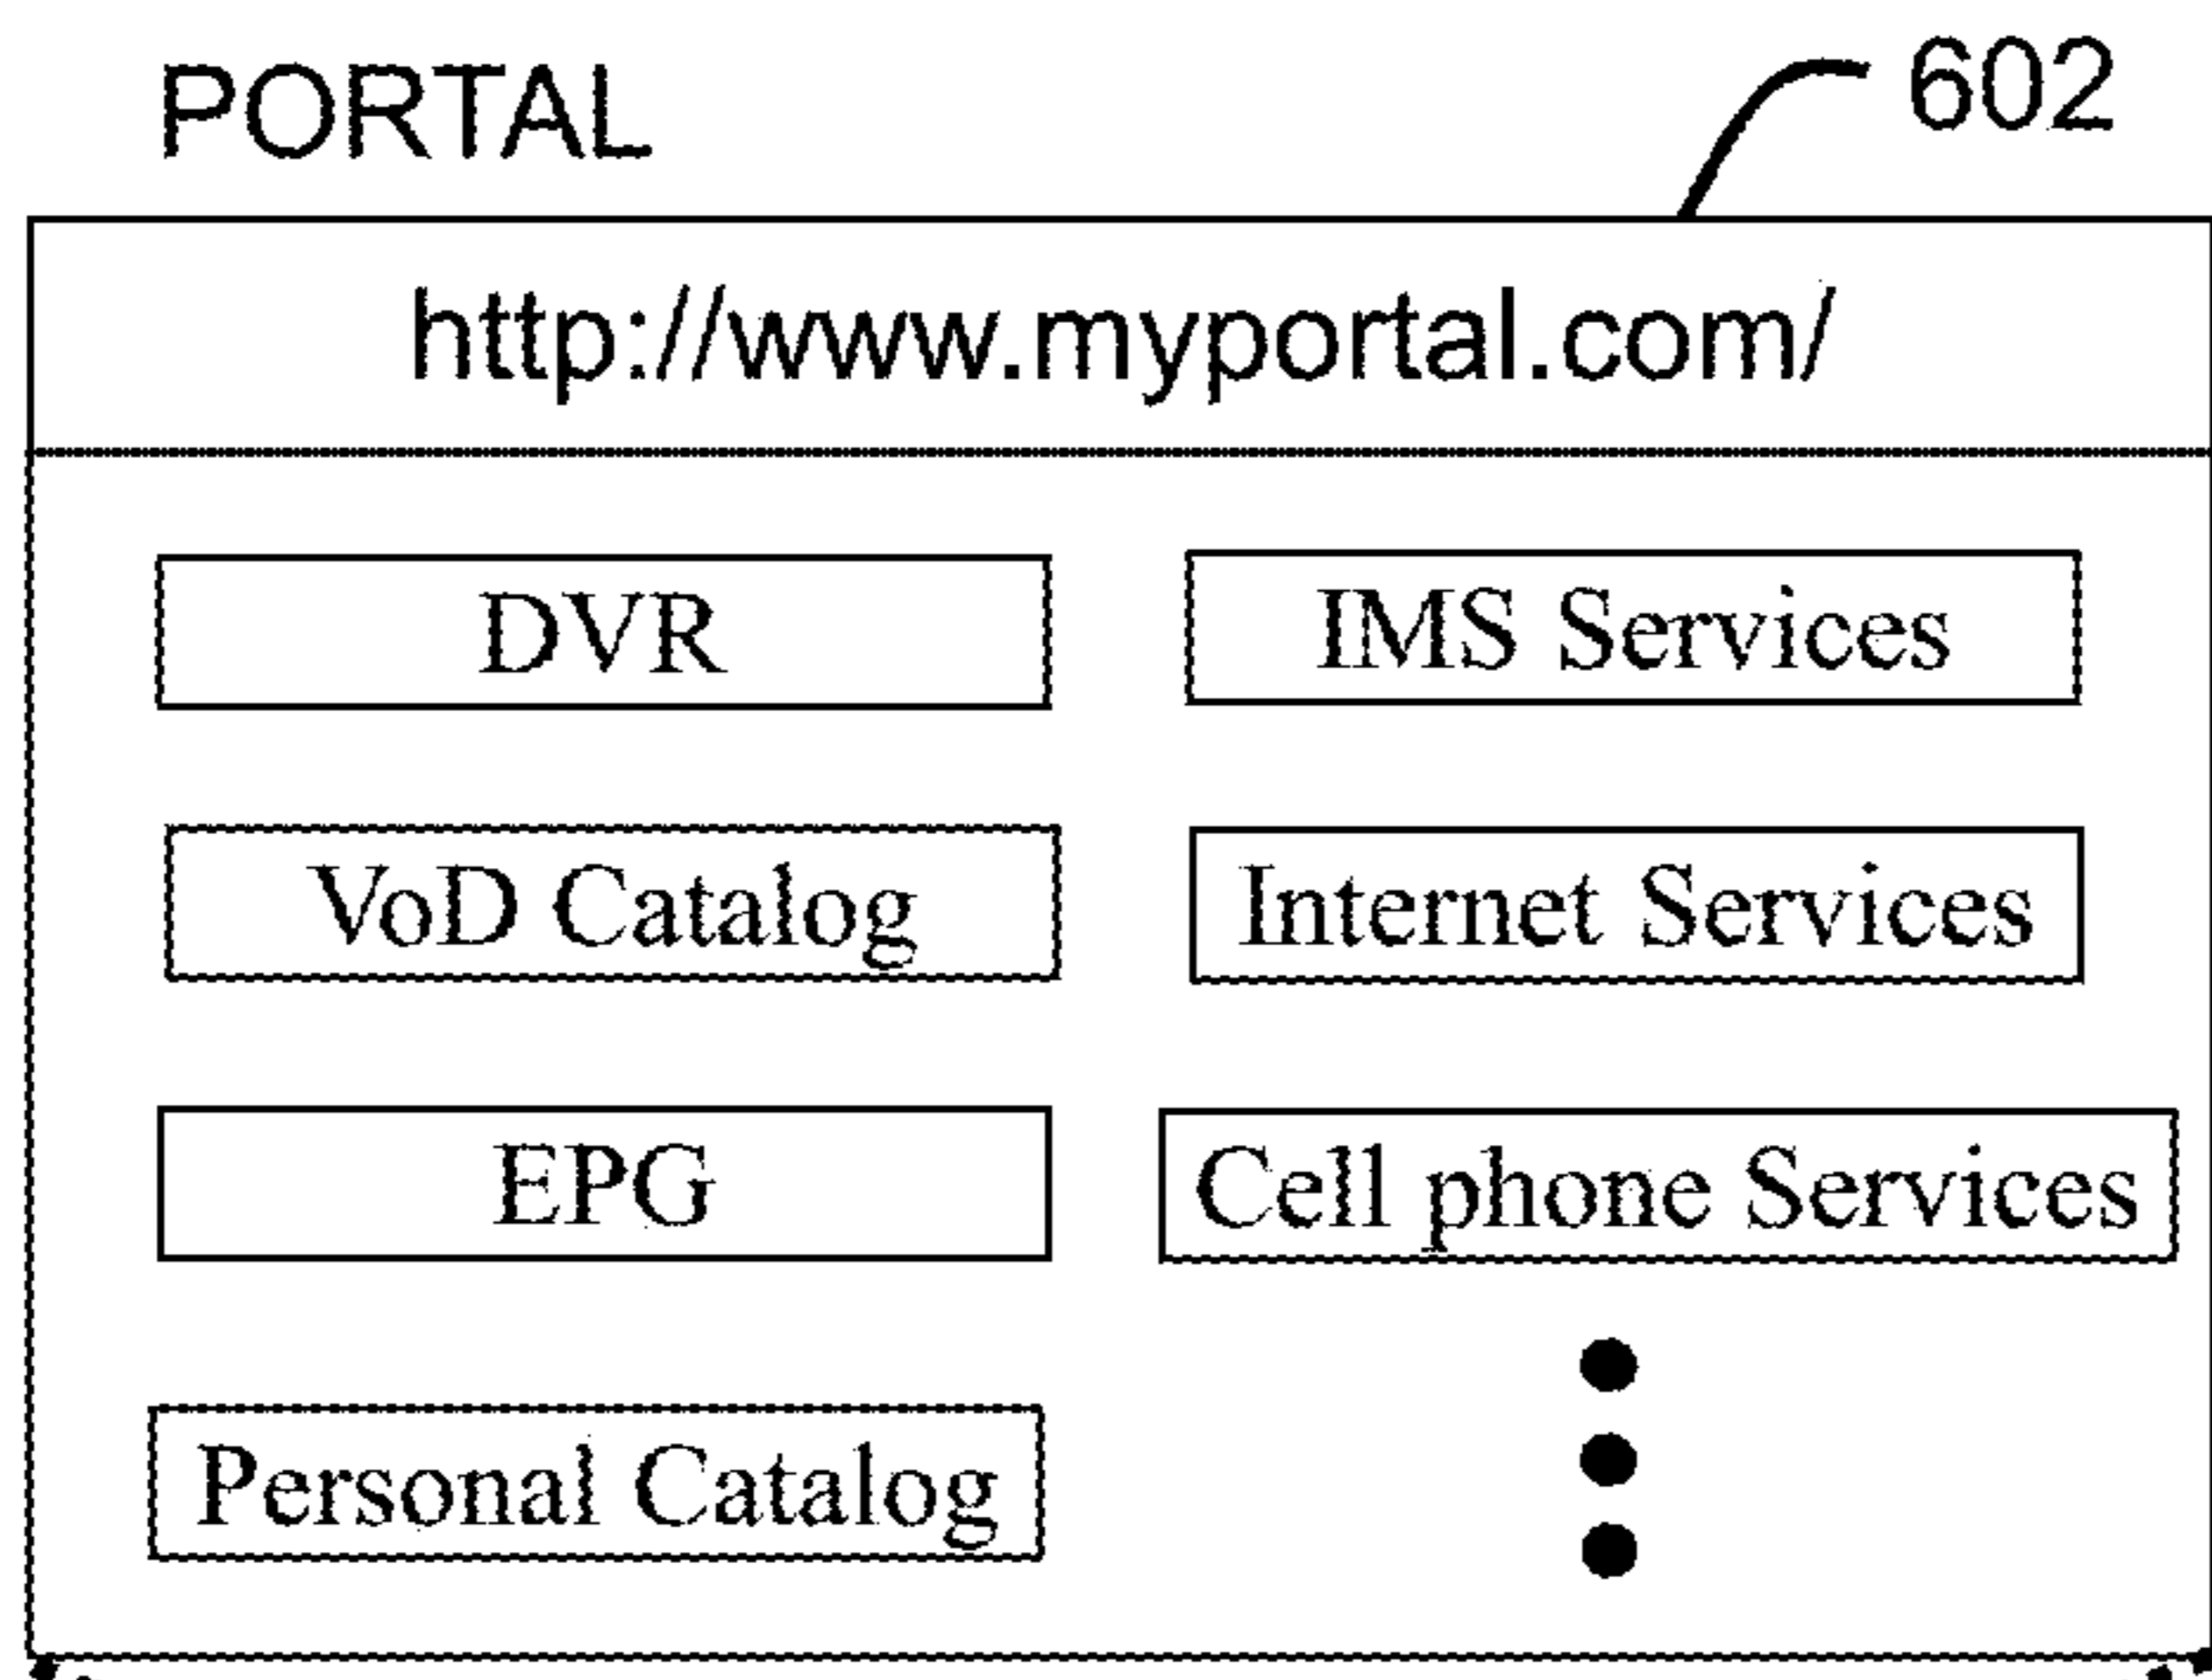 PORTAL 602
http://www.myportal.com/
DVR
IMS Services
VoD Catalog
Internet Services
EPG
Cell phone Services
Personal Catalog